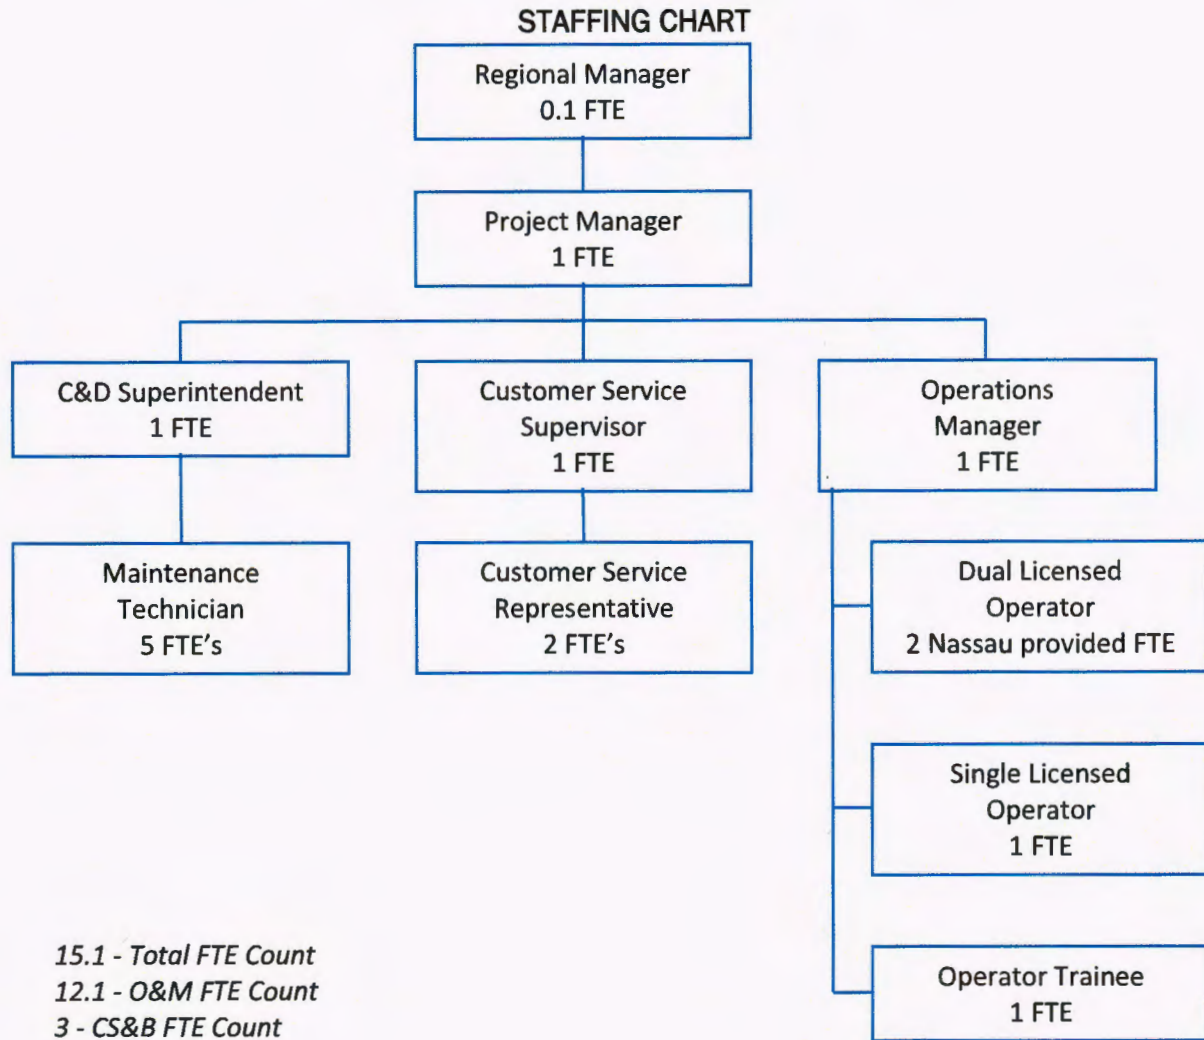 STAFFING CHART
Regional Manager
0.1 FTE
Project Manager
1 FTE
C&D Superintendent
1 FTE
Customer Service
Supervisor
1 FTE
Operations
Manager
1 FTE
Maintenance
Technician
5 FTE's
Customer Service
Representative
2 FTE's
Dual Licensed
Operator
2 Nassau provided FTE
Single Licensed
Operator
1 FTE
Operator Trainee
1 FTE
15.1 - Total FTE Count
12.1 - O&M FTE Count
3 - CS&B FTE Count